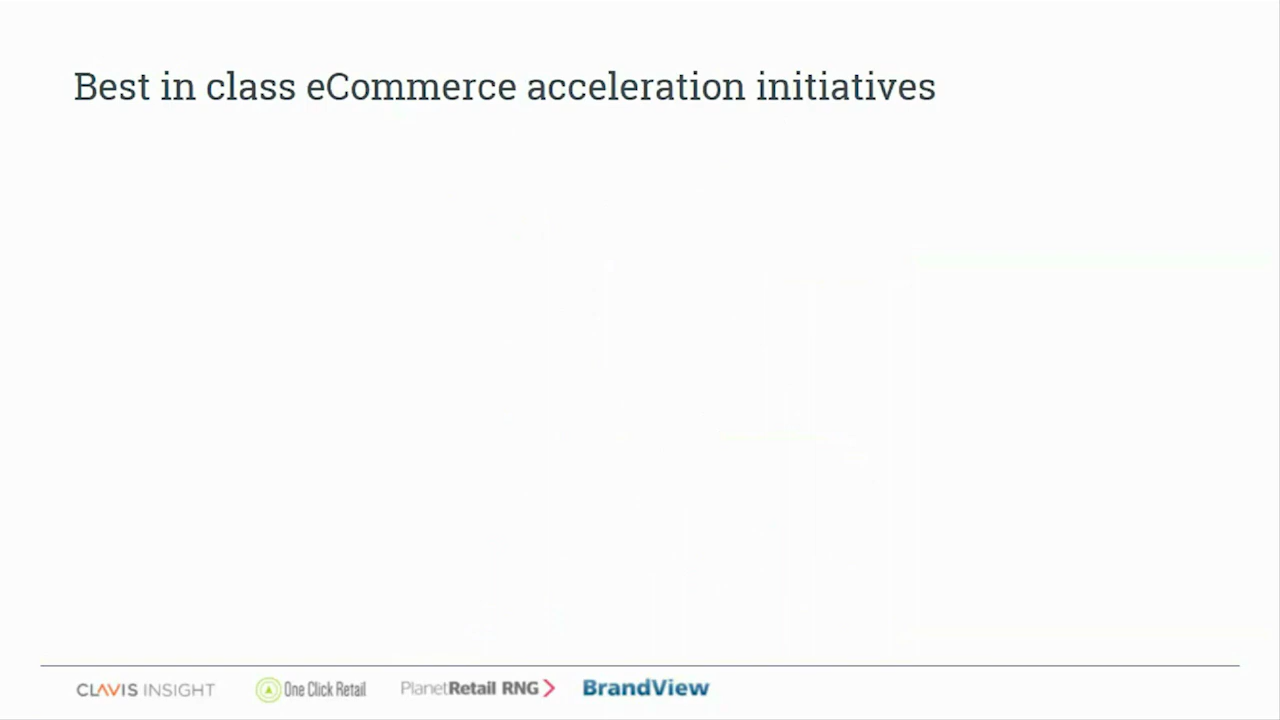 Best in class eCommerce acceleration initiatives
CLAVIS INSIGHT One Click Retail PlanetRetail RNG BrandView